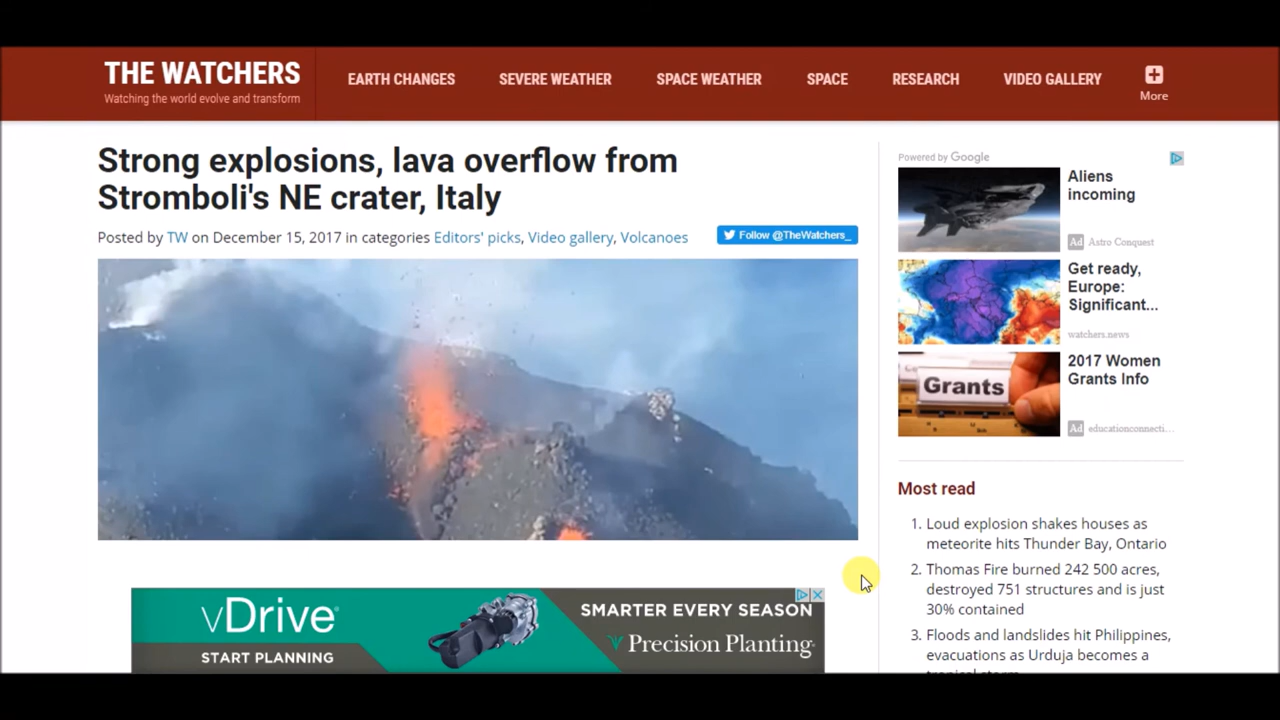 THE WATCHERS
Watching the world evolve and transform
EARTH CHANGES
SEVERE WEATHER
SPACE WEATHER
SPACE
RESEARCH
VIDEO GALLERY
More
Strong explosions, lava overflow from
Stromboli's NE crater, Italy
Posted by TW on December 15, 2017 in categories Editors' picks, Video gallery, Volcanoes
Follow @TheWatchers_
Powered by Google
Aliens
incoming
Ad Astro Conquest
Get ready,
Europe:
Significant...
watchers.news
Grants
2017 Women
Grants Info
Ad educationconnecti...
Most read
1. Loud explosion shakes houses as
meteorite hits Thunder Bay, Ontario
2. Thomas Fire burned 242 500 acres,
destroyed 751 structures and is just
30% contained
3. Floods and landslides hit Philippines,
evacuations as Urduja becomes a
tropical storm
vDrive®
START PLANNING
SMARTER EVERY SEASON
Precision Planting